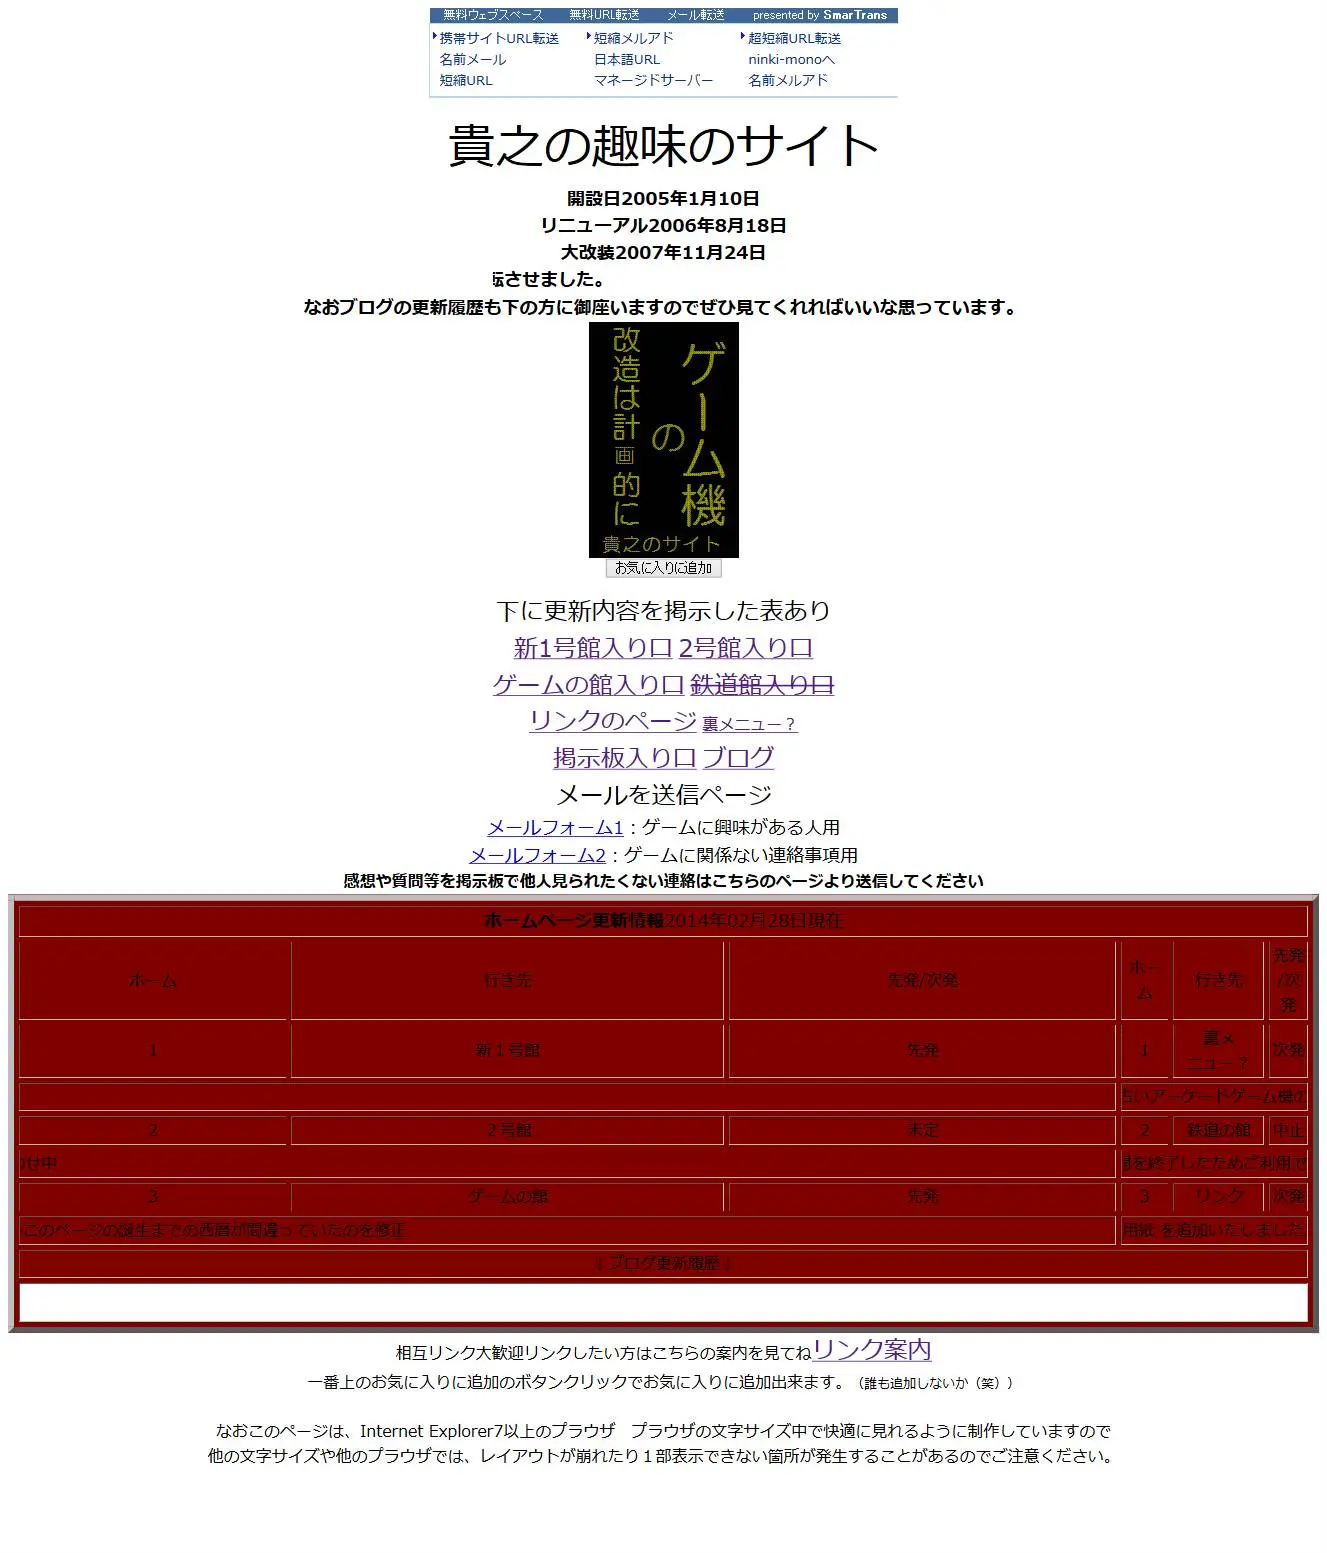 無料ウェブスペース 無料URL転送 メール転送 presented by SmarTrans
携帯サイトURL転送 短縮メルアド 超短縮URL転送
名前メール 日本語URL ninki-monoへ
短縮URL マネージドサーバー 名前メルアド
貴之の趣味のサイト
開設日2005年1月10日
リニューアル2006年8月18日
大改装2007年11月24日
転させました。
なおブログの更新履歴も下の方に御座いますのでぜひ見てくれればいいな思っています。
ゲーム機
の
改造は計画的に
貴之のサイト
お気に入りに追加
下に更新内容を掲示した表あり
新1号館入り口 2号館入り口
ゲームの館入り口 鉄道館入り口
リンクのページ 裏メニュー？
掲示板入り口 ブログ
メールを送信ページ
メールフォーム1：ゲームに興味がある人用
メールフォーム2：ゲームに関係ない連絡事項用
感想や質問等を掲示板で他人見られたくない連絡はこちらのページより送信してください
ホームページ更新情報2014年02月28日現在
ホーム 行き先 先発/次発 ホーム 行き先 先発/次発
1 新１号館 先発 1 裏メニュー？ 次発
古いアーケードゲーム機の
2 ２号館 未定 2 鉄道の館 中止
せ中 を終了したためご利用で
3 ゲームの館 先発 3 リンク 次発
このページの誕生までの西暦が間違っていたのを修正 用紙 を追加いたしました
↓ブログ更新履歴↓
相互リンク大歓迎リンクしたい方はこちらの案内を見てねリンク案内
一番上のお気に入りに追加のボタンクリックでお気に入りに追加出来ます。（誰も追加しないか（笑））
なおこのページは、Internet Explorer7以上のブラウザ　ブラウザの文字サイズ中で快適に見れるように制作していますので
他の文字サイズや他のブラウザでは、レイアウトが崩れたり１部表示できない箇所が発生することがあるのでご注意ください。